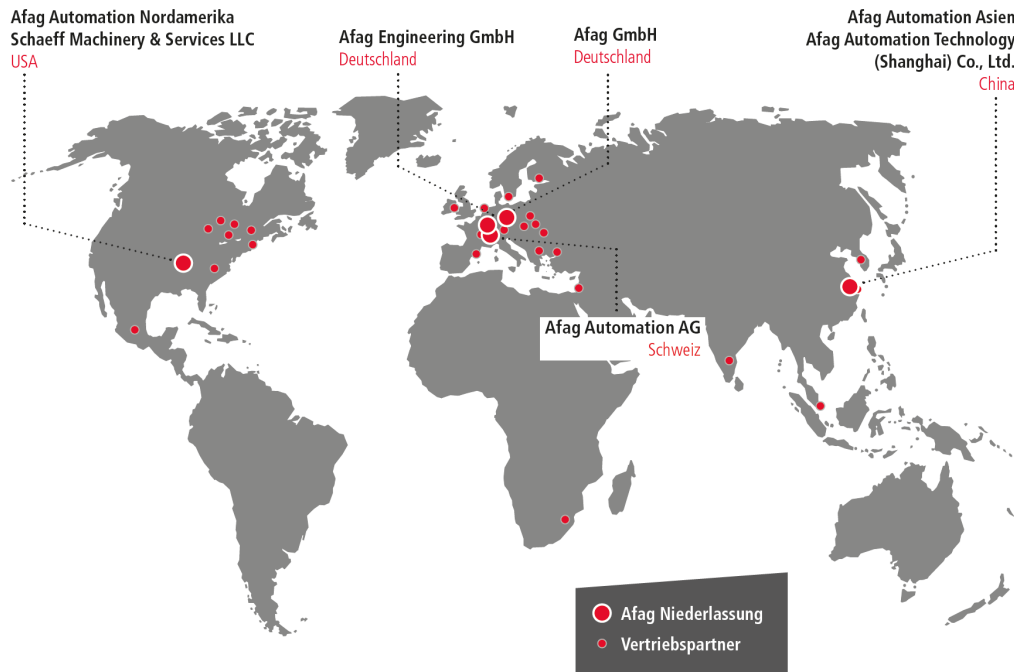 Afag Automation Nordamerika
Schaeff Machinery & Services LLC
USA
Afag Engineering GmbH
Deutschland
Afag GmbH
Deutschland
Afag Automation Asien
Afag Automation Technology
(Shanghai) Co., Ltd.
China
Afag Automation AG
Schweiz
Afag Niederlassung
Vertriebspartner